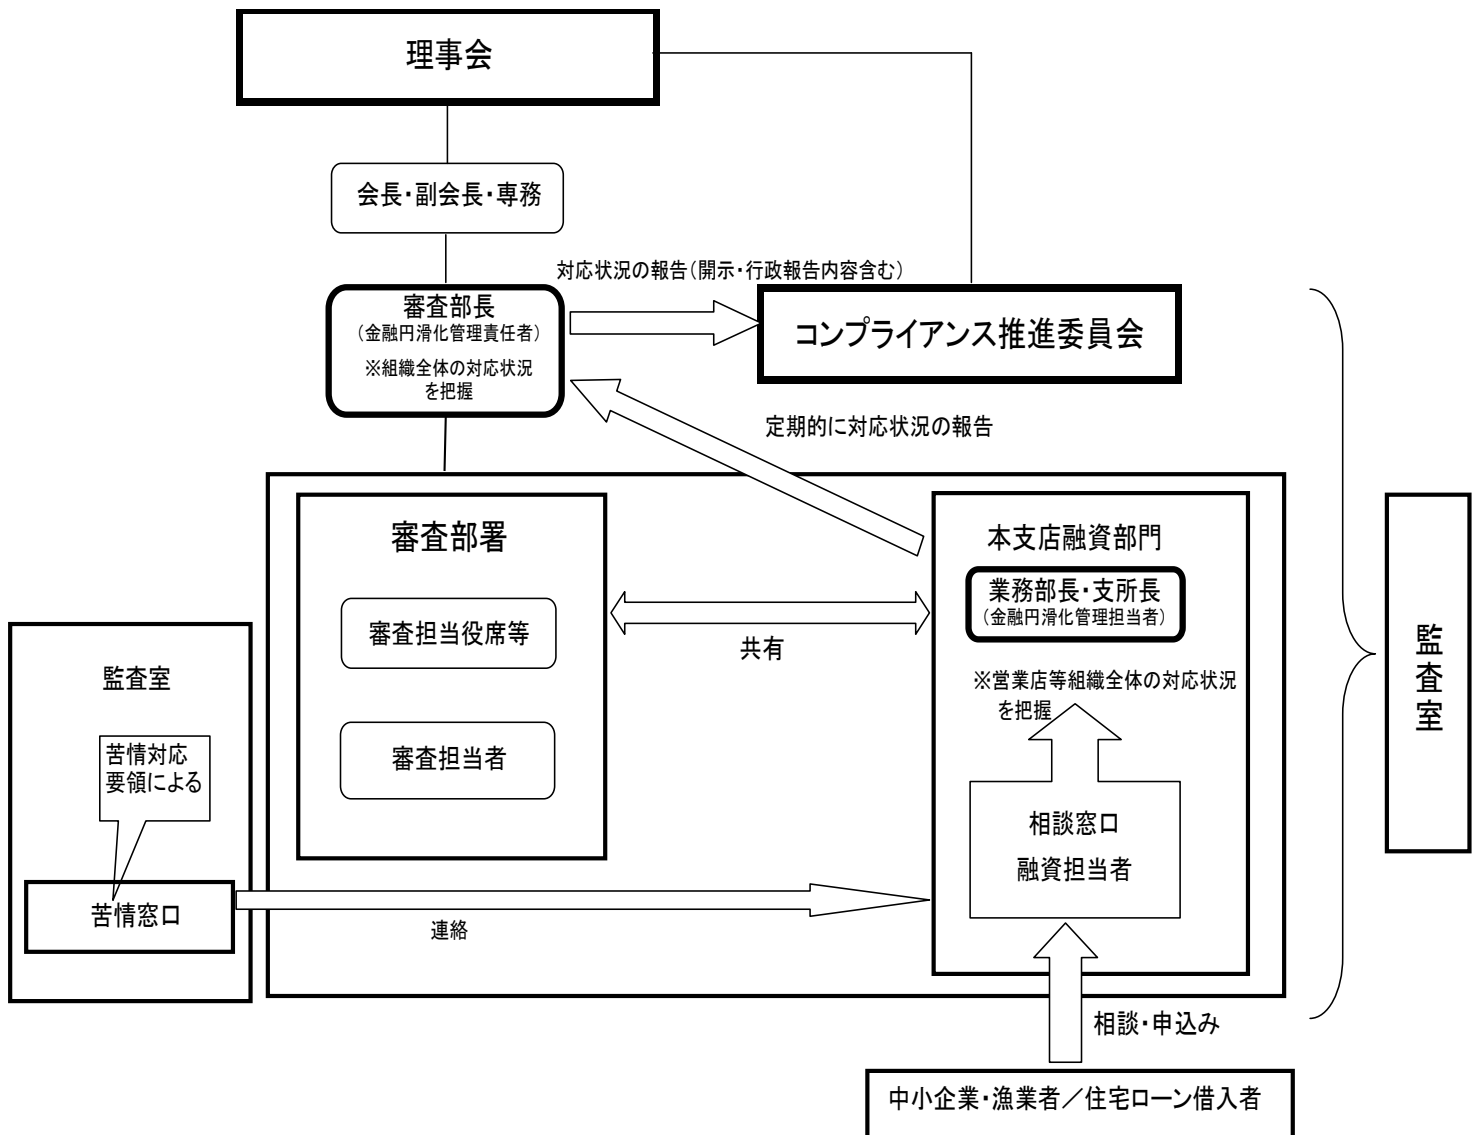 理事会
会長・副会長・専務
対応状況の報告(開示・行政報告内容含む)
審査部長
(金融円滑化管理責任者)
※組織全体の対応状況
を把握
コンプライアンス推進委員会
定期的に対応状況の報告
審査部署
審査担当役席等
審査担当者
共有
本支店融資部門
業務部長・支所長
(金融円滑化管理担当者)
※営業店等組織全体の対応状況
を把握
相談窓口
融資担当者
監査室
苦情対応
要領による
苦情窓口
連絡
相談・申込み
中小企業・漁業者/住宅ローン借入者
監査室